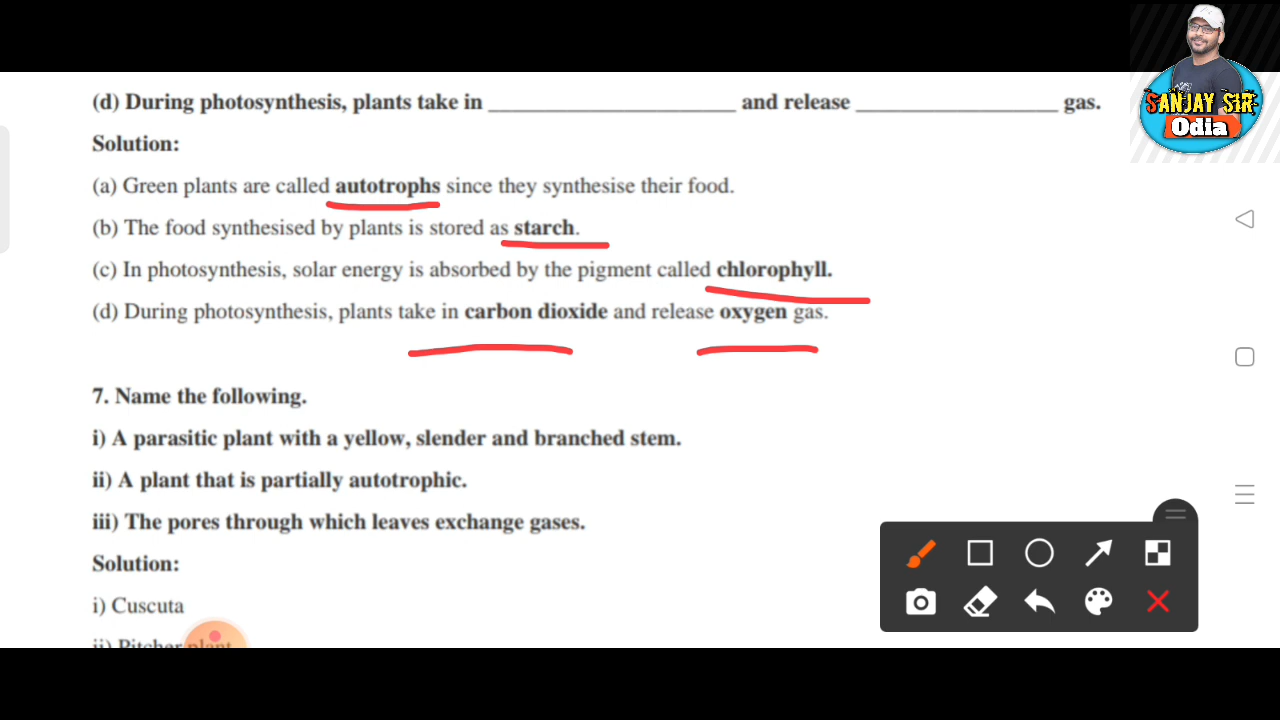 SANJAY SIR
Odia
(d) During photosynthesis, plants take in ______________________ and release __________________ gas.
Solution:
(a) Green plants are called autotrophs since they synthesise their food.
(b) The food synthesised by plants is stored as starch.
(c) In photosynthesis, solar energy is absorbed by the pigment called chlorophyll.
(d) During photosynthesis, plants take in carbon dioxide and release oxygen gas.
7. Name the following.
i) A parasitic plant with a yellow, slender and branched stem.
ii) A plant that is partially autotrophic.
iii) The pores through which leaves exchange gases.
Solution:
i) Cuscuta
ii) Pitcher plant